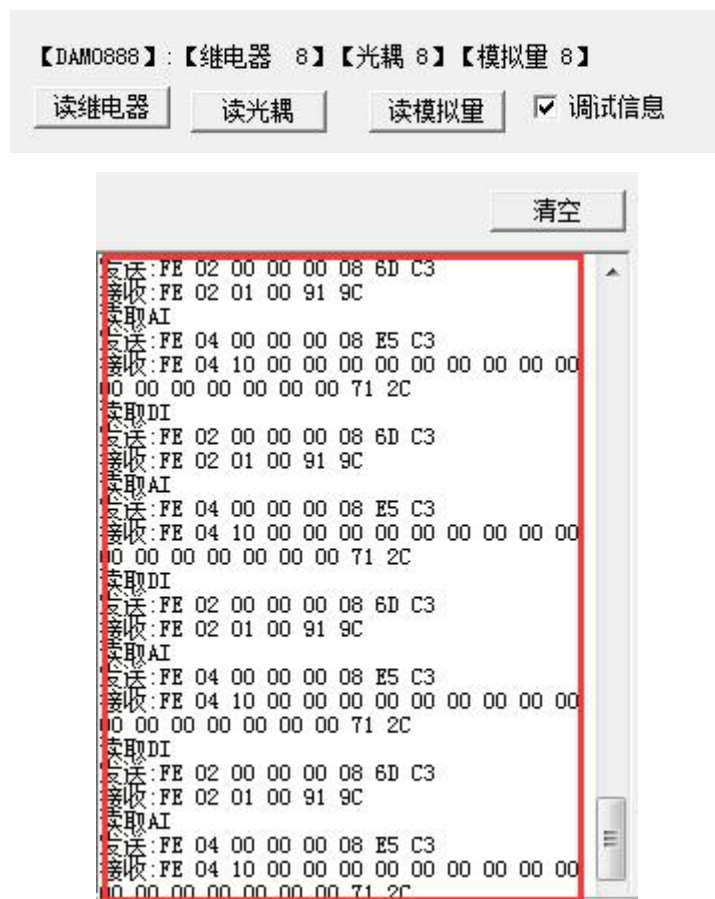 【DAM0888】:【继电器 8】【光耦 8】【模拟量 8】
读继电器 读光耦 读模拟量 调试信息
清空
发送:FE 02 00 00 00 08 6D C3
接收:FE 02 01 00 91 9C
读取AI
发送:FE 04 00 00 00 08 E5 C3
接收:FE 04 10 00 00 00 00 00 00 00 00 00
00 00 00 00 00 00 00 71 2C
读取DI
发送:FE 02 00 00 00 08 6D C3
接收:FE 02 01 00 91 9C
读取AI
发送:FE 04 00 00 00 08 E5 C3
接收:FE 04 10 00 00 00 00 00 00 00 00 00
00 00 00 00 00 00 00 71 2C
读取DI
发送:FE 02 00 00 00 08 6D C3
接收:FE 02 01 00 91 9C
读取AI
发送:FE 04 00 00 00 08 E5 C3
接收:FE 04 10 00 00 00 00 00 00 00 00 00
00 00 00 00 00 00 00 71 2C
读取DI
发送:FE 02 00 00 00 08 6D C3
接收:FE 02 01 00 91 9C
读取AI
发送:FE 04 00 00 00 08 E5 C3
接收:FE 04 10 00 00 00 00 00 00 00 00 00
00 00 00 00 00 00 00 71 2C